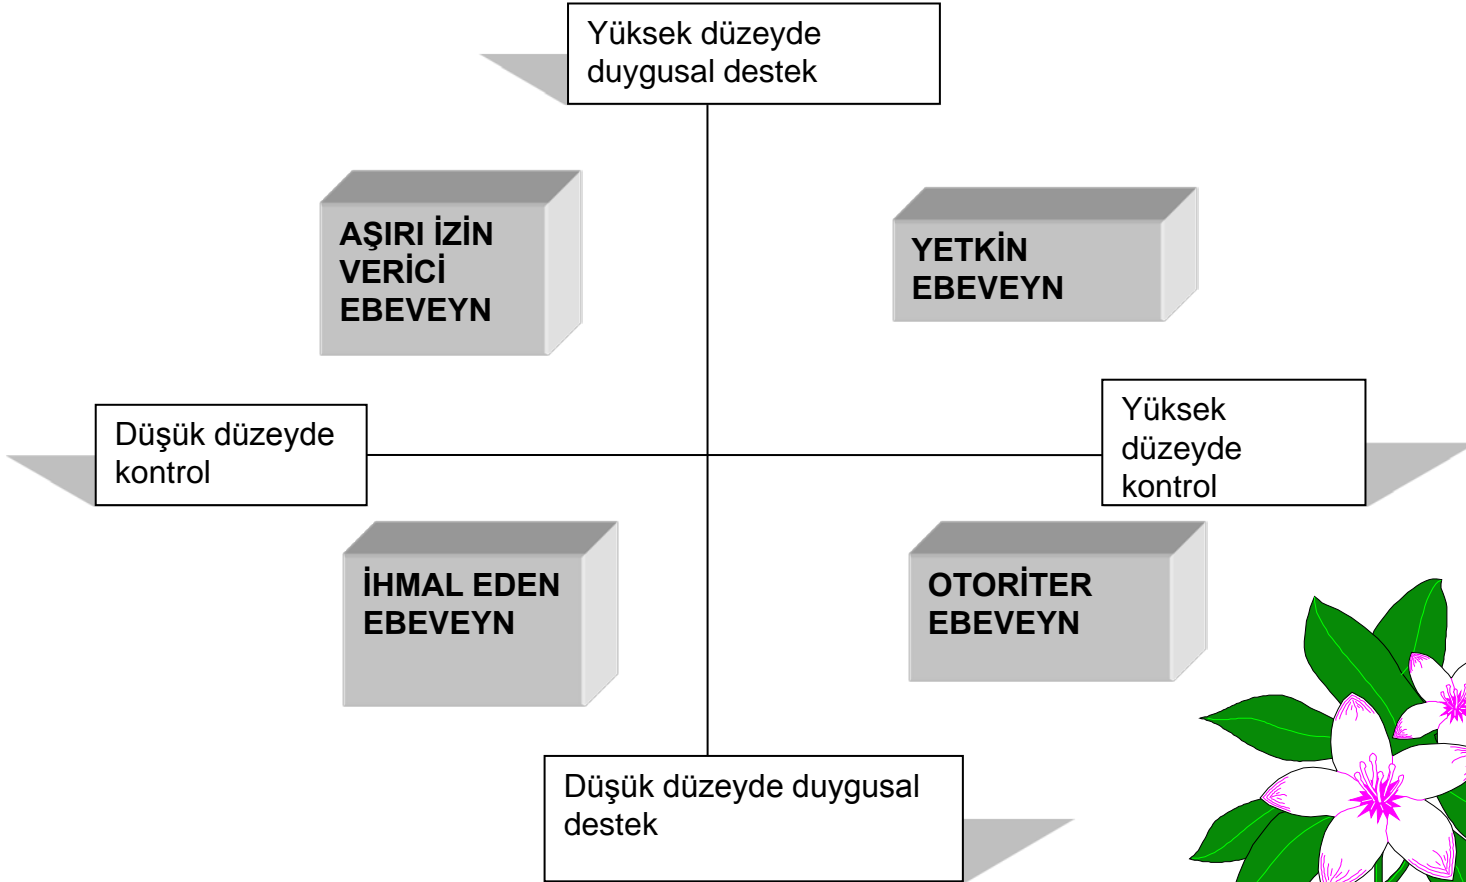 Yüksek düzeyde
duygusal destek
AŞIRI İZİN
VERİCİ
EBEVEYN
YETKİN
EBEVEYN
Düşük düzeyde
kontrol
Yüksek
düzeyde
kontrol
İHMAL EDEN
EBEVEYN
OTORİTER
EBEVEYN
Düşük düzeyde duygusal
destek